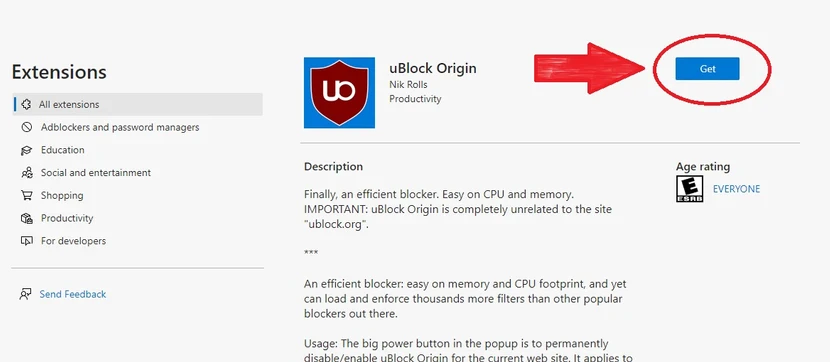 Extensions
All extensions
Adblockers and password managers
Education
Social and entertainment
Shopping
Productivity
For developers
Send Feedback
uO
uBlock Origin
Nik Rolls
Productivity
Get
Description
Finally, an efficient blocker. Easy on CPU and memory.
IMPORTANT: uBlock Origin is completely unrelated to the site
"ublock.org".
***
An efficient blocker: easy on memory and CPU footprint, and yet
can load and enforce thousands more filters than other popular
blockers out there.
Usage: The big power button in the popup is to permanently
disable/enable uBlock Origin for the current web site. It applies to
Age rating
E
ESRB
EVERYONE